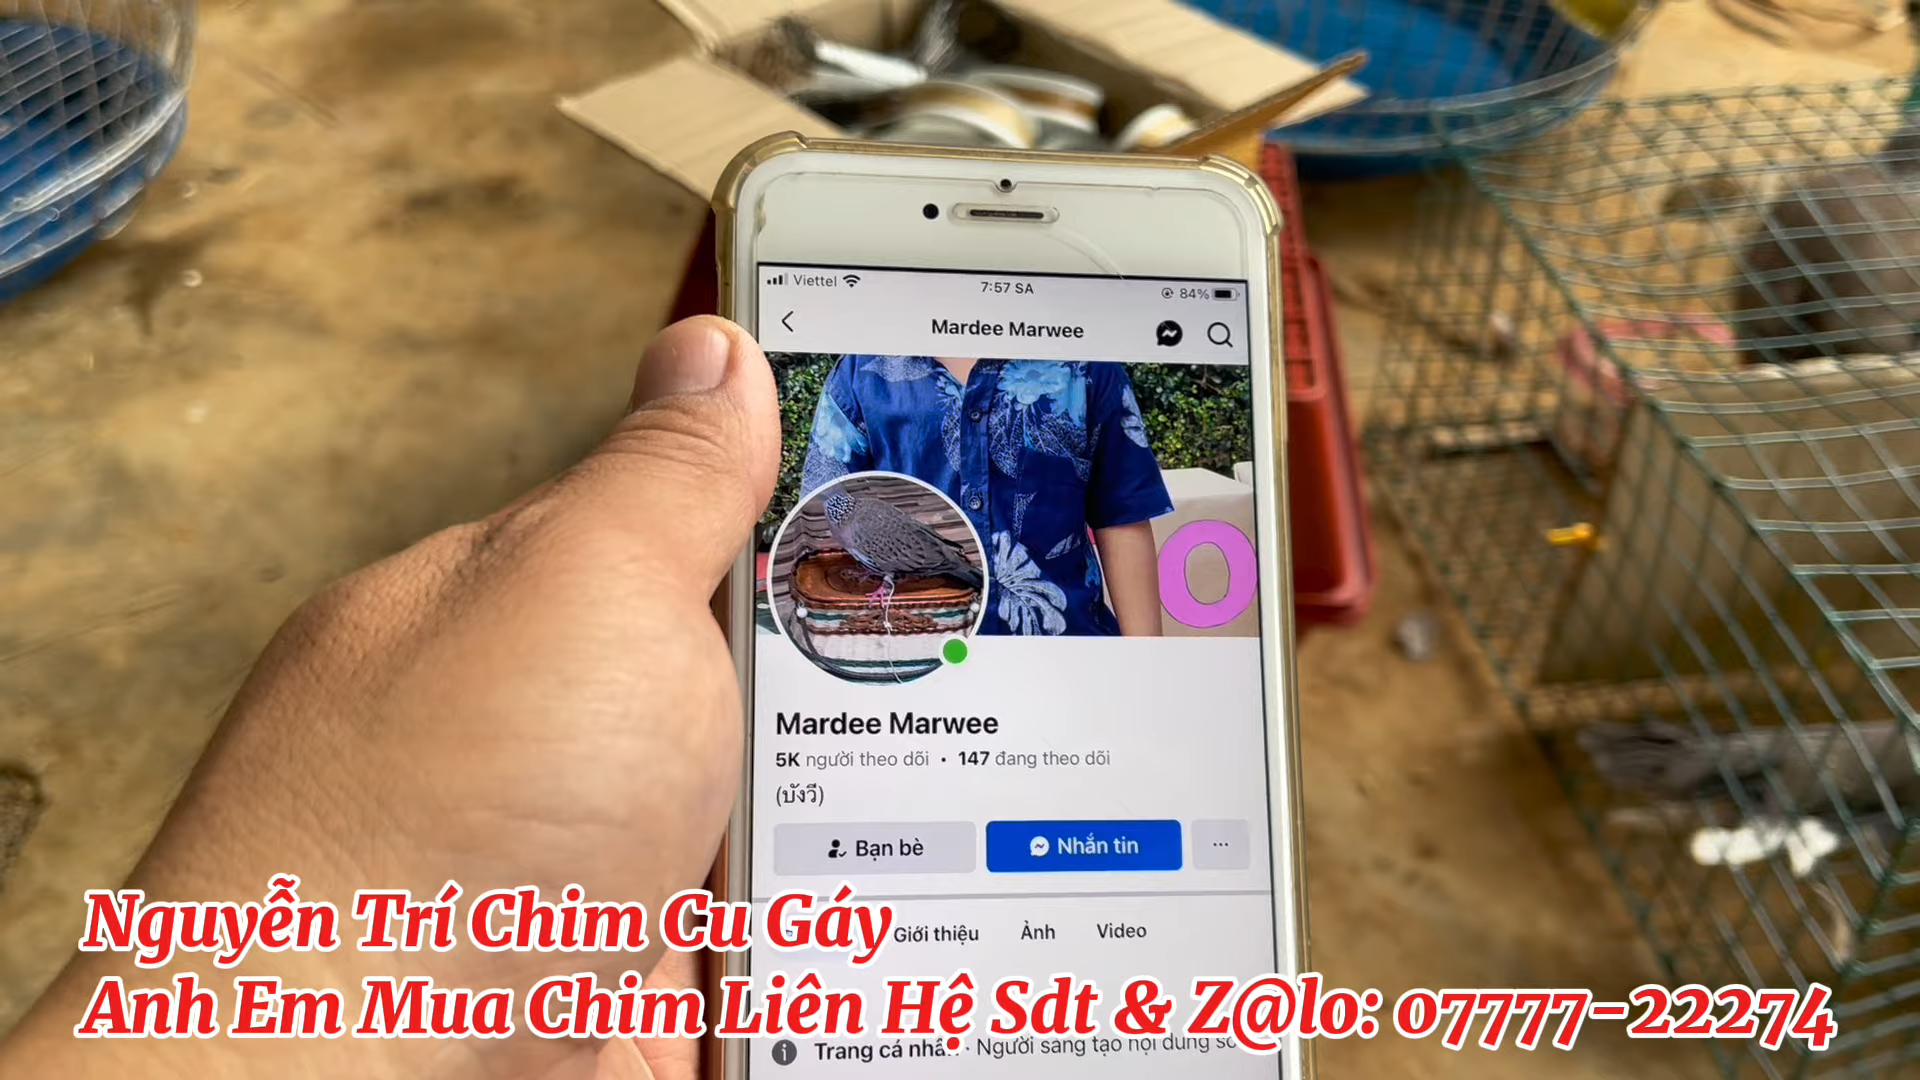 Viettel 7:57 SA 84%
Mardee Marwee
O
Mardee Marwee
5K người theo dõi • 147 đang theo dõi
(บังวี)
Bạn bè Nhắn tin ...
Giới thiệu Ảnh Video
Nguyễn Trí Chim Cu Gáy
Anh Em Mua Chim Liên Hệ Sdt & Z@lo: 07777-22274
Trang cá nhân · Người sáng tạo nội dung số